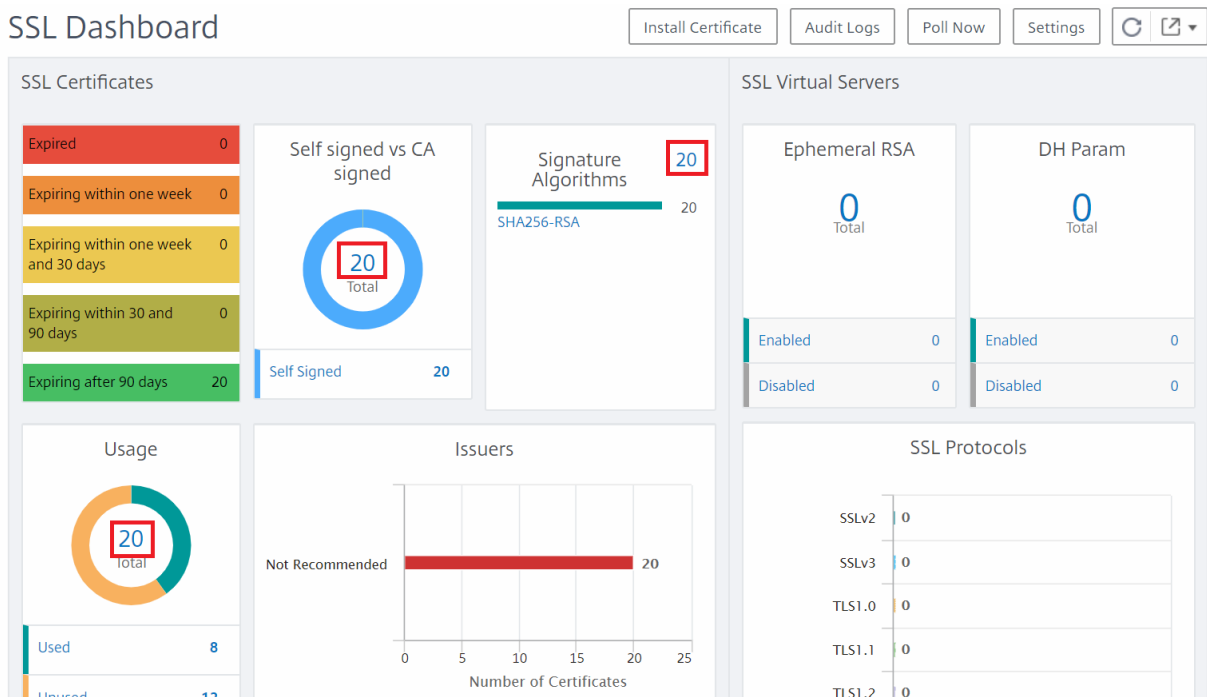 SSL Dashboard
Install Certificate
Audit Logs
Poll Now
Settings
SSL Certificates
Expired 0
Expiring within one week 0
Expiring within one week 0
and 30 days
Expiring within 30 and 0
90 days
Expiring after 90 days 20
Self signed vs CA
signed
20
Total
Self Signed 20
Signature
Algorithms
20
20
SHA256-RSA
SSL Virtual Servers
Ephemeral RSA
0
Total
Enabled 0
Disabled 0
DH Param
0
Total
Enabled 0
Disabled 0
Usage
20
Total
Used 8
Unused 12
Issuers
Not Recommended 20
0 5 10 15 20 25
Number of Certificates
SSL Protocols
SSLv2 0
SSLv3 0
TLS1.0 0
TLS1.1 0
TLS1.2 0